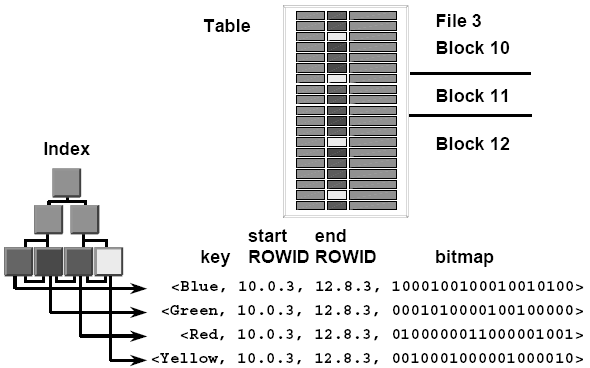 Table
File 3
Block 10
Block 11
Block 12
Index
start end
key ROWID ROWID bitmap
<Blue, 10.0.3, 12.8.3, 1000100100010010100>
<Green, 10.0.3, 12.8.3, 0001010000100100000>
<Red, 10.0.3, 12.8.3, 0100000011000001001>
<Yellow, 10.0.3, 12.8.3, 0010001000001000010>